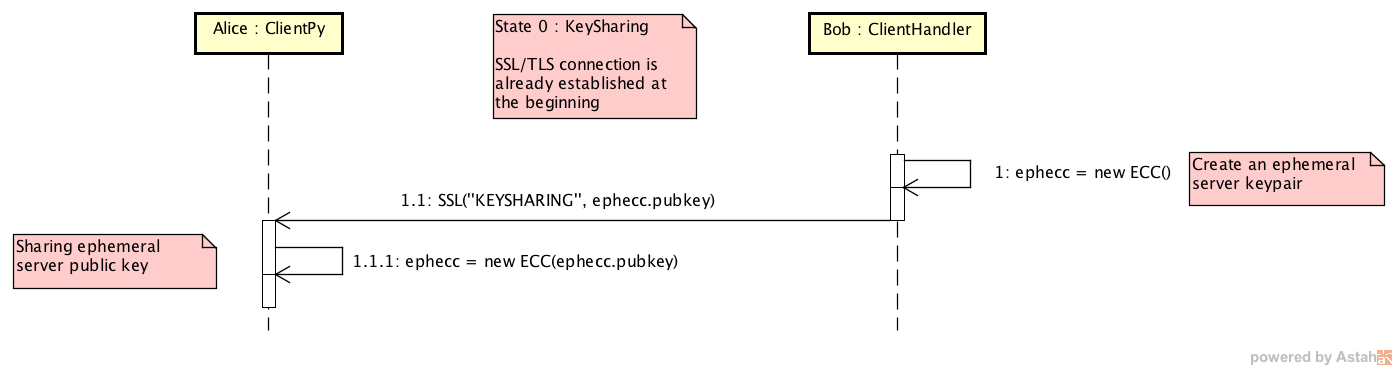 Alice : ClientPy
State 0 : KeySharing
SSL/TLS connection is
already established at
the beginning
Bob : ClientHandler
1: ephecc = new ECC()
Create an ephemeral
server keypair
1.1: SSL("KEYSHARING", ephecc.pubkey)
Sharing ephemeral
server public key
1.1.1: ephecc = new ECC(ephecc.pubkey)
powered by Astah